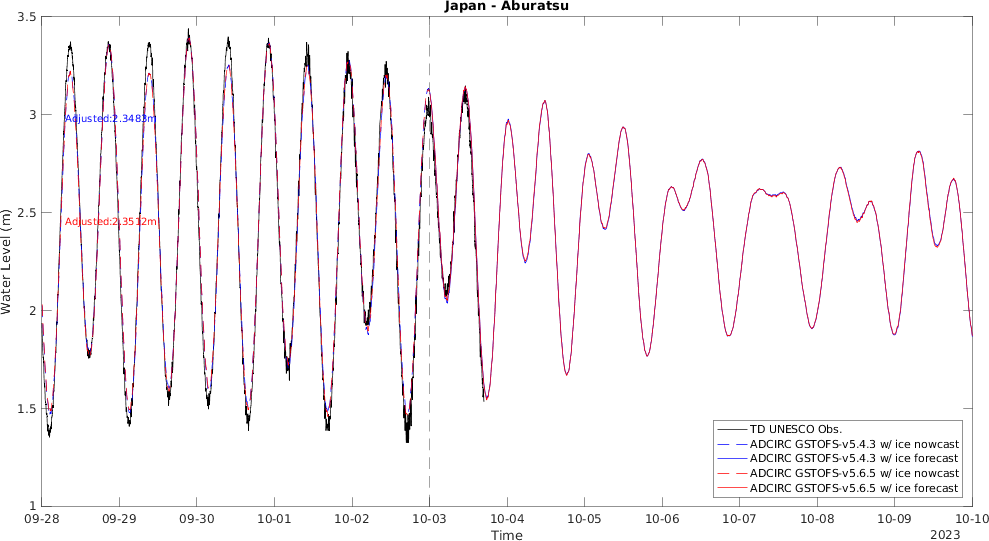 Japan - Aburatsu
3.5
3
2.5
2
1.5
1
Water Level (m)
Adjusted:2.3483m
Adjusted:2.3512m
TD UNESCO Obs.
ADCIRC GSTOFS-v5.4.3 w/ ice nowcast
ADCIRC GSTOFS-v5.4.3 w/ ice forecast
ADCIRC GSTOFS-v5.6.5 w/ ice nowcast
ADCIRC GSTOFS-v5.6.5 w/ ice forecast
09-28 09-29 09-30 10-01 10-02 10-03 10-04 10-05 10-06 10-07 10-08 10-09 10-10
Time
2023